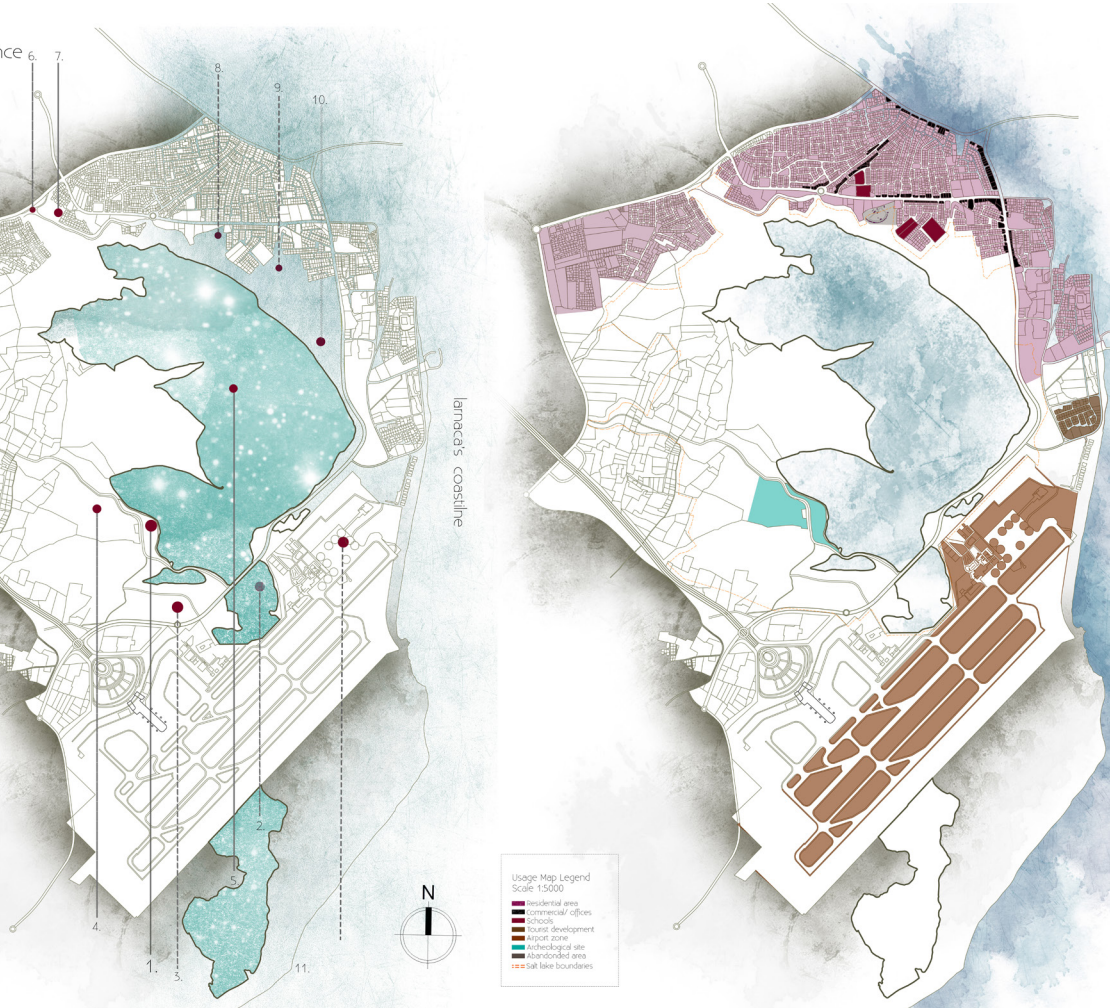 nce
6.
7.
8.
9.
10.
larnaca's coastilne
2.
5.
4.
1.
3.
11.
N
Usage Map Legend
Scale 1:5000
Residential area
Commercial/ offices
Schools
Tourist development
Airport zone
Archeological site
Abandonded area
Salt lake boundaries